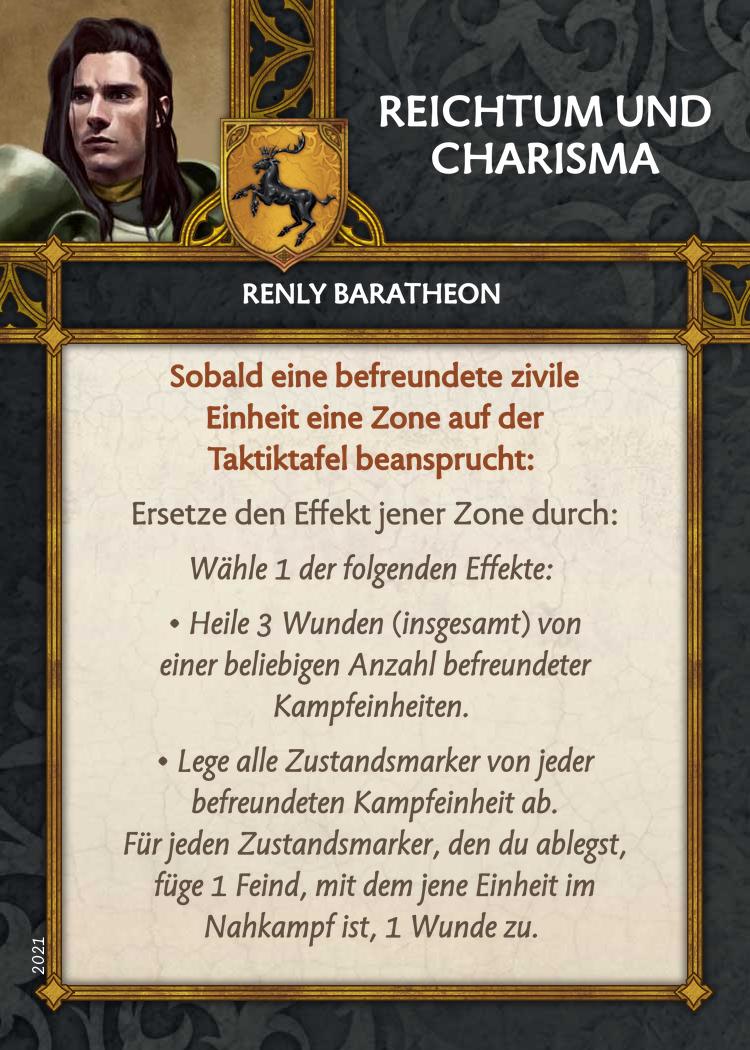 REICHTUM UND
CHARISMA
RENLY BARATHEON
Sobald eine befreundete zivile
Einheit eine Zone auf der
Taktiktafel beansprucht:
Ersetze den Effekt jener Zone durch:
Wähle 1 der folgenden Effekte:
• Heile 3 Wunden (insgesamt) von
einer beliebigen Anzahl befreundeter
Kampfeinheiten.
• Lege alle Zustandsmarker von jeder
befreundeten Kampfeinheit ab.
Für jeden Zustandsmarker, den du ablegst,
füge 1 Feind, mit dem jene Einheit im
Nahkampf ist, 1 Wunde zu.
2021